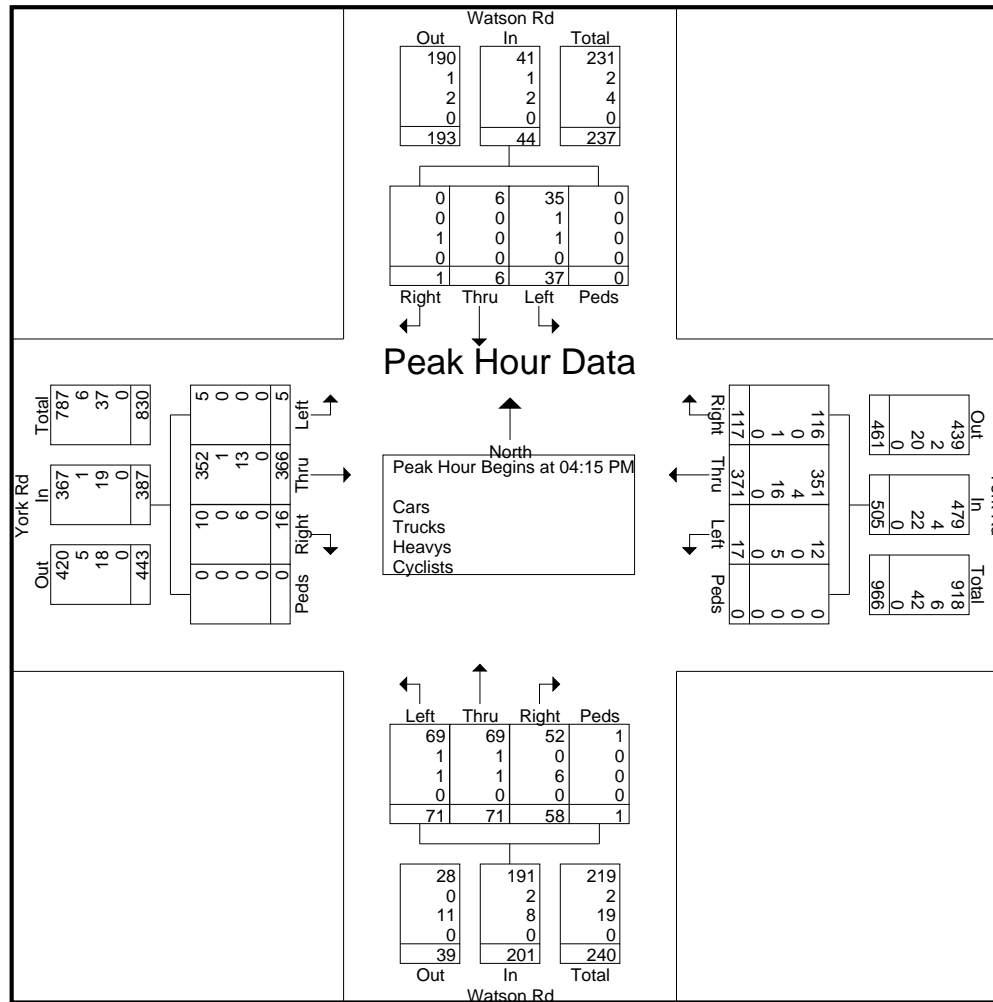 Watson Rd
Out In Total
190 41 231
1 1 2
2 2 4
0 0 0
193 44 237
0 6 35 0
0 0 1 0
1 0 1 0
0 0 0 0
1 6 37 0
Right Thru Left Peds
Peak Hour Data
York Rd
Total
787
6
37
0
830
In
367
1
19
0
387
Out
420
5
18
0
443
5 0 0 0 5 Left
352 1 13 0 366 Thru
10 0 6 0 16 Right
0 0 0 0 0 Peds
North
Peak Hour Begins at 04:15 PM
Cars
Trucks
Heavys
Cyclists
Right
116
0
1
0
117
Thru
351
4
16
0
371
Left
12
0
5
0
17
Peds
0
0
0
0
0
Out
439
2
20
0
461
In
479
4
22
0
505
Total
918
6
42
0
966
Left Thru Right Peds
69 69 52 1
1 1 0 0
1 1 6 0
0 0 0 0
71 71 58 1
28 191 219
0 2 2
11 8 19
0 0 0
39 201 240
Out In Total
Watson Rd